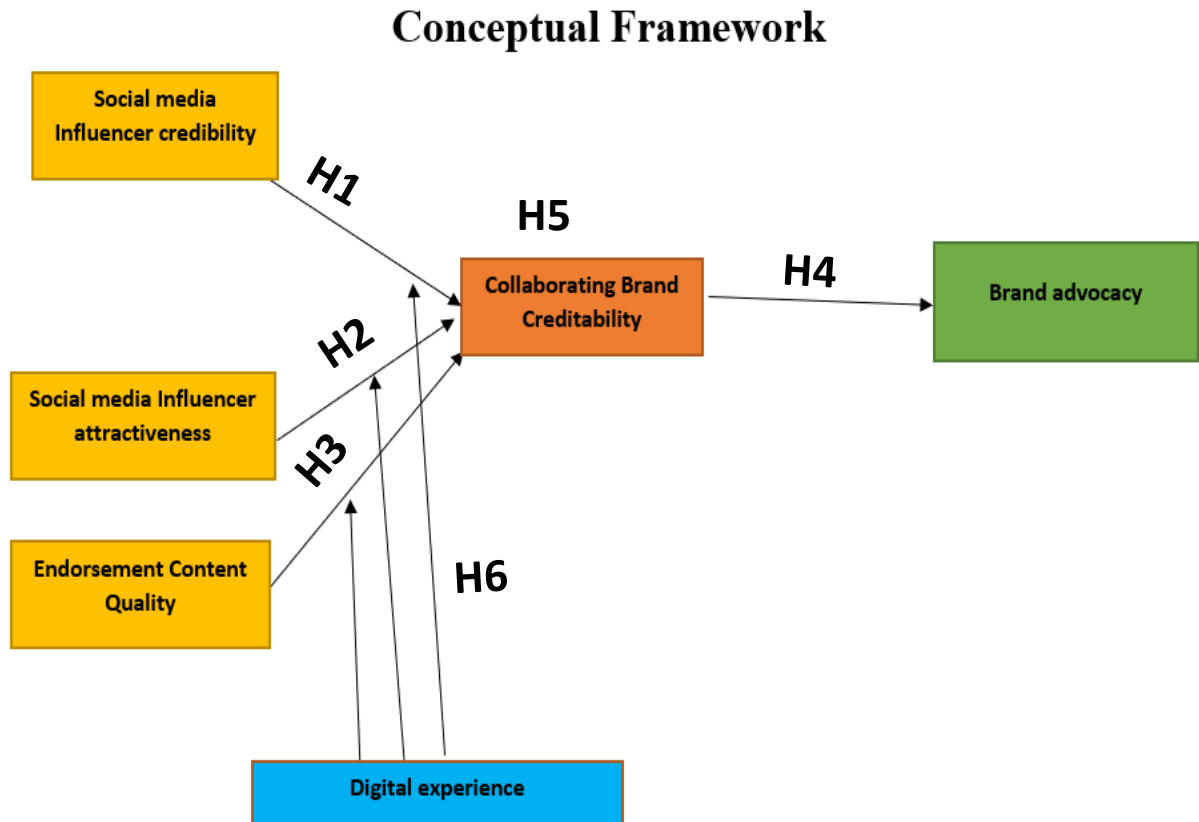 Conceptual Framework
Social media
Influencer credibility
H1
H5
Collaborating Brand
Creditability
H4
Brand advocacy
H2
Social media Influencer
attractiveness
H3
Endorsement Content
Quality
H6
Digital experience